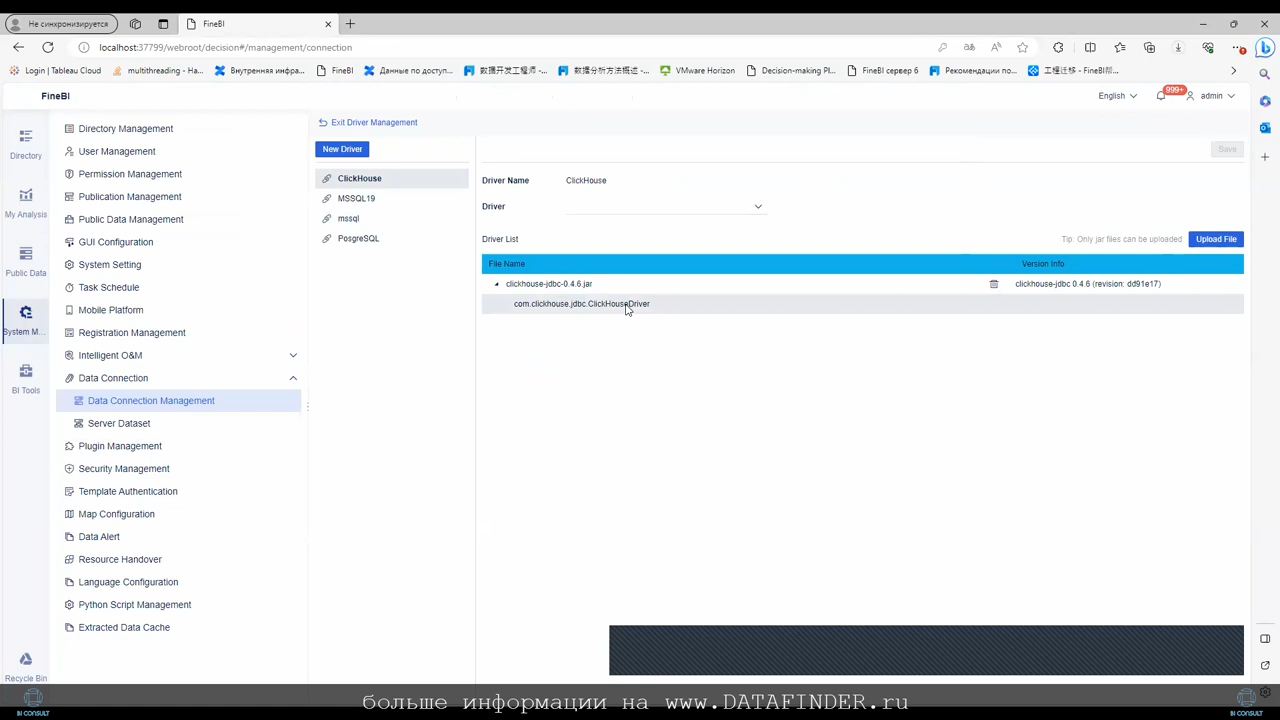 Не синхронизируется
FineBI
localhost:37799/webroot/decision#/management/connection
Login | Tableau Cloud
multithreading - Ha...
Внутренняя инфра...
FineBI
Данные по доступ...
数据开发工程师 -...
数据分析方法概述 -...
VMware Horizon
Decision-making Pl...
FineBI сервер 6
Рекомендации по...
工程迁移 - FineBI帮...
FineBI
English
999+
admin
Directory
My Analysis
Public Data
System M...
BI Tools
Recycle Bin
Directory Management
User Management
Permission Management
Publication Management
Public Data Management
GUI Configuration
System Setting
Task Schedule
Mobile Platform
Registration Management
Intelligent O&M
Data Connection
Data Connection Management
Server Dataset
Plugin Management
Security Management
Template Authentication
Map Configuration
Data Alert
Resource Handover
Language Configuration
Python Script Management
Extracted Data Cache
Exit Driver Management
New Driver
ClickHouse
MSSQL19
mssql
PosgreSQL
Save
Driver Name ClickHouse
Driver
Driver List
Tip: Only jar files can be uploaded
Upload File
File Name Version Info
clickhouse-jdbc-0.4.6.jar clickhouse-jdbc 0.4.6 (revision: dd91e17)
com.clickhouse.jdbc.ClickHouseDriver
больше информации на www.DATAFINDER.ru
IN CONSULT
IN CONSULT